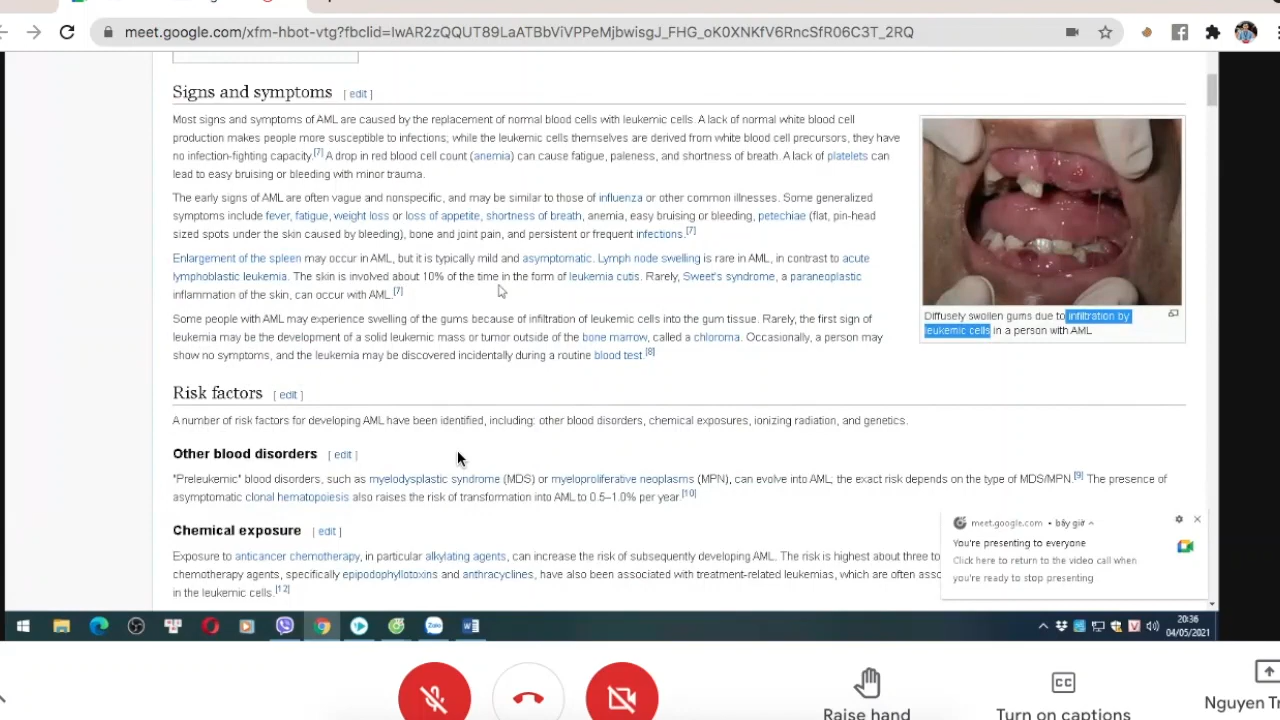 meet.google.com/xfm-hbot-vtg?fbclid=IwAR2zQQUT89LaATBbViVPPeMjbwisgJ_FHG_oK0XNKfV6RncSfR06C3T_2RQ
Signs and symptoms [ edit ]
Most signs and symptoms of AML are caused by the replacement of normal blood cells with leukemic cells. A lack of normal white blood cell
production makes people more susceptible to infections; while the leukemic cells themselves are derived from white blood cell precursors, they have
no infection-fighting capacity.[7] A drop in red blood cell count (anemia) can cause fatigue, paleness, and shortness of breath. A lack of platelets can
lead to easy bruising or bleeding with minor trauma.
The early signs of AML are often vague and nonspecific, and may be similar to those of influenza or other common illnesses. Some generalized
symptoms include fever, fatigue, weight loss or loss of appetite, shortness of breath, anemia, easy bruising or bleeding, petechiae (flat, pin-head
sized spots under the skin caused by bleeding), bone and joint pain, and persistent or frequent infections.[7]
Enlargement of the spleen may occur in AML, but it is typically mild and asymptomatic. Lymph node swelling is rare in AML, in contrast to acute
lymphoblastic leukemia. The skin is involved about 10% of the time in the form of leukemia cutis. Rarely, Sweet's syndrome, a paraneoplastic
inflammation of the skin, can occur with AML.[7]
Some people with AML may experience swelling of the gums because of infiltration of leukemic cells into the gum tissue. Rarely, the first sign of
leukemia may be the development of a solid leukemic mass or tumor outside of the bone marrow, called a chloroma. Occasionally, a person may
show no symptoms, and the leukemia may be discovered incidentally during a routine blood test.[8]
Diffusely swollen gums due to infiltration by
leukemic cells in a person with AML
Risk factors [ edit ]
A number of risk factors for developing AML have been identified, including: other blood disorders, chemical exposures, ionizing radiation, and genetics.
Other blood disorders [ edit ]
"Preleukemic" blood disorders, such as myelodysplastic syndrome (MDS) or myeloproliferative neoplasms (MPN), can evolve into AML; the exact risk depends on the type of MDS/MPN.[9] The presence of
asymptomatic clonal hematopoiesis also raises the risk of transformation into AML to 0.5–1.0% per year.[10]
Chemical exposure [ edit ]
Exposure to anticancer chemotherapy, in particular alkylating agents, can increase the risk of subsequently developing AML. The risk is highest about three to
chemotherapy agents, specifically epipodophyllotoxins and anthracyclines, have also been associated with treatment-related leukemias, which are often asso
in the leukemic cells.[12]
meet.google.com • bây giờ
You're presenting to everyone
Click here to return to the video call when
you're ready to stop presenting
Zalo
20:36
04/05/2021
Raise hand
CC
Turn on captions
Nguyen Tr